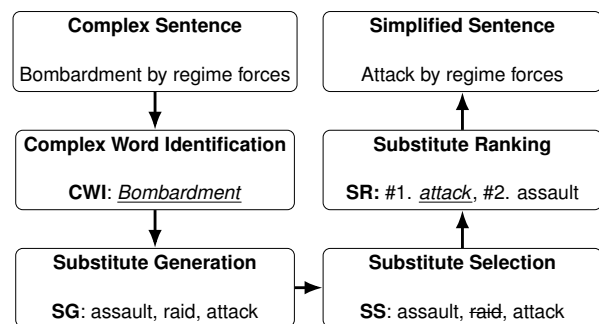 Complex Sentence
Bombardment by regime forces
Complex Word Identification
CWI: Bombardment
Substitute Generation
SG: assault, raid, attack
Substitute Selection
SS: assault, raid, attack
Substitute Ranking
SR: #1. attack, #2. assault
Simplified Sentence
Attack by regime forces